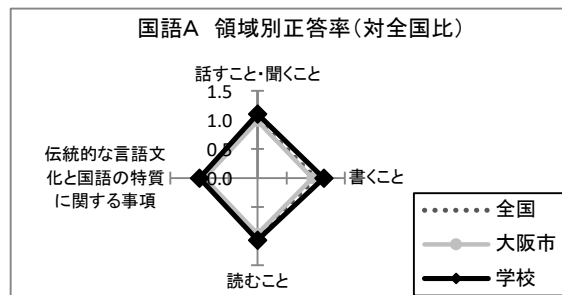 国語A 領域別正答率(対全国比)
話すこと・聞くこと
1.5
1.0
0.5
0.0
伝統的な言語文
化と国語の特質
に関する事項
書くこと
読むこと
全国
大阪市
学校